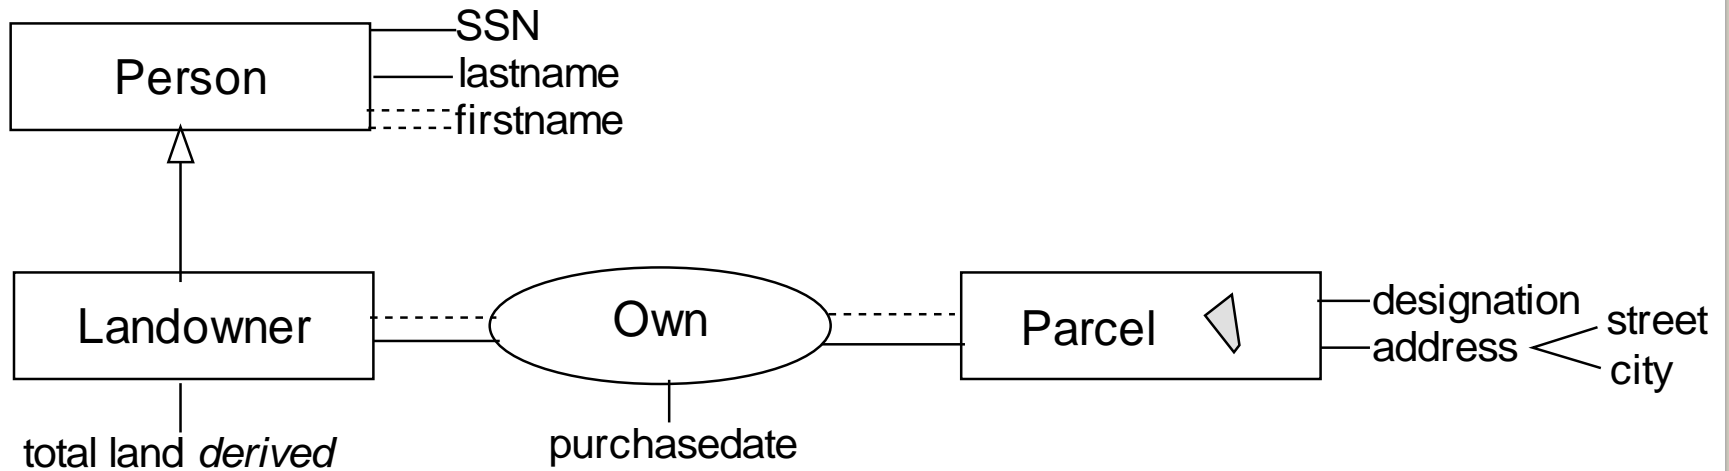 SSN
Person
lastname
firstname
Landowner
Own
Parcel
designation
address
street
city
total land derived
purchasedate